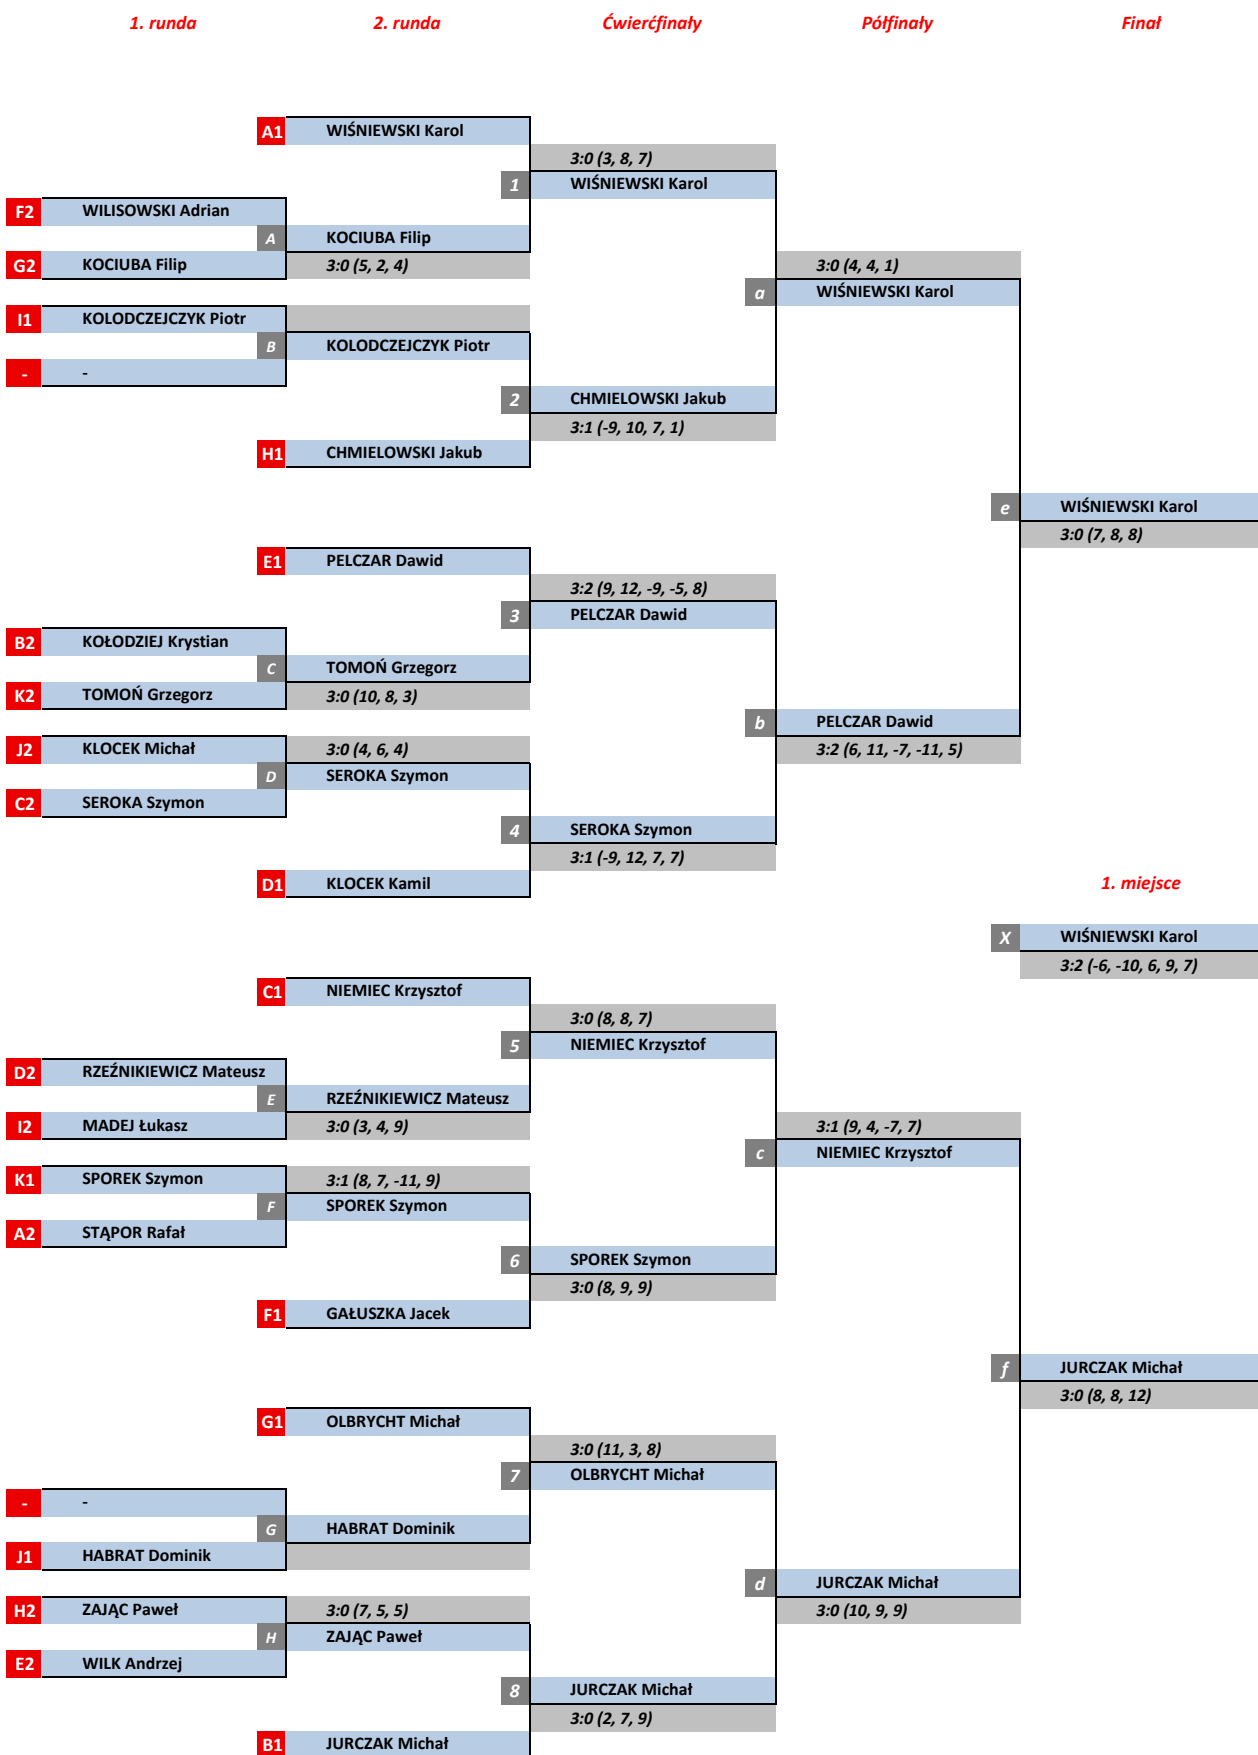 1. runda 2. runda Ćwierćfinały Półfinały Finał
A1 WIŚNIEWSKI Karol
3:0 (3, 8, 7)
1 WIŚNIEWSKI Karol
F2 WILISOWSKI Adrian
A KOCIUBA Filip
G2 KOCIUBA Filip 3:0 (5, 2, 4) 3:0 (4, 4, 1)
a WIŚNIEWSKI Karol
I1 KOLODCZEJCZYK Piotr
B KOLODCZEJCZYK Piotr
- -
2 CHMIELOWSKI Jakub
3:1 (-9, 10, 7, 1)
H1 CHMIELOWSKI Jakub
e WIŚNIEWSKI Karol
3:0 (7, 8, 8)
E1 PELCZAR Dawid
3:2 (9, 12, -9, -5, 8)
3 PELCZAR Dawid
B2 KOŁODZIEJ Krystian
C TOMOŃ Grzegorz
K2 TOMOŃ Grzegorz 3:0 (10, 8, 3)
b PELCZAR Dawid
J2 KLOCEK Michał 3:0 (4, 6, 4) 3:2 (6, 11, -7, -11, 5)
D SEROKA Szymon
C2 SEROKA Szymon
4 SEROKA Szymon
3:1 (-9, 12, 7, 7)
D1 KLOCEK Kamil 1. miejsce
X WIŚNIEWSKI Karol
3:2 (-6, -10, 6, 9, 7)
C1 NIEMIEC Krzysztof
3:0 (8, 8, 7)
5 NIEMIEC Krzysztof
D2 RZEŹNIKIEWICZ Mateusz
E RZEŹNIKIEWICZ Mateusz
I2 MADEJ Łukasz 3:0 (3, 4, 9) 3:1 (9, 4, -7, 7)
c NIEMIEC Krzysztof
K1 SPOREK Szymon 3:1 (8, 7, -11, 9)
F SPOREK Szymon
A2 STĄPOR Rafał
6 SPOREK Szymon
3:0 (8, 9, 9)
F1 GAŁUSZKA Jacek
f JURCZAK Michał
3:0 (8, 8, 12)
G1 OLBRYCHT Michał
3:0 (11, 3, 8)
7 OLBRYCHT Michał
- -
G HABRAT Dominik
J1 HABRAT Dominik
d JURCZAK Michał
H2 ZAJĄC Paweł 3:0 (7, 5, 5) 3:0 (10, 9, 9)
H ZAJĄC Paweł
E2 WILK Andrzej
8 JURCZAK Michał
3:0 (2, 7, 9)
B1 JURCZAK Michał